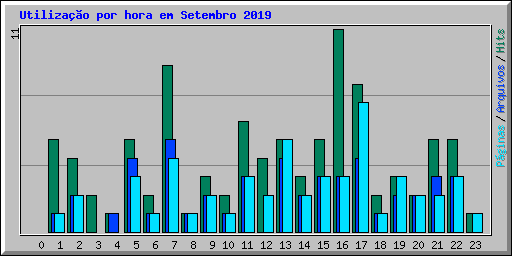 Utilização por hora em Setembro 2019
11
Páginas / Arquivos / Hits
0 1 2 3 4 5 6 7 8 9 10 11 12 13 14 15 16 17 18 19 20 21 22 23